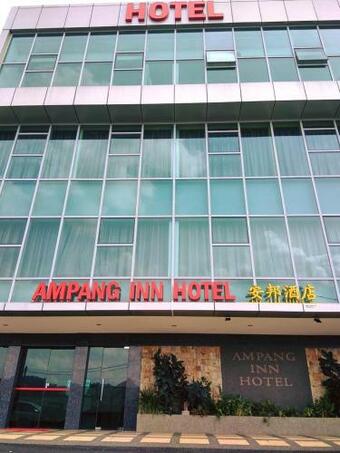 HOTEL
AMPANG INN HOTEL 安邦酒店
AMPANG
INN
HOTEL